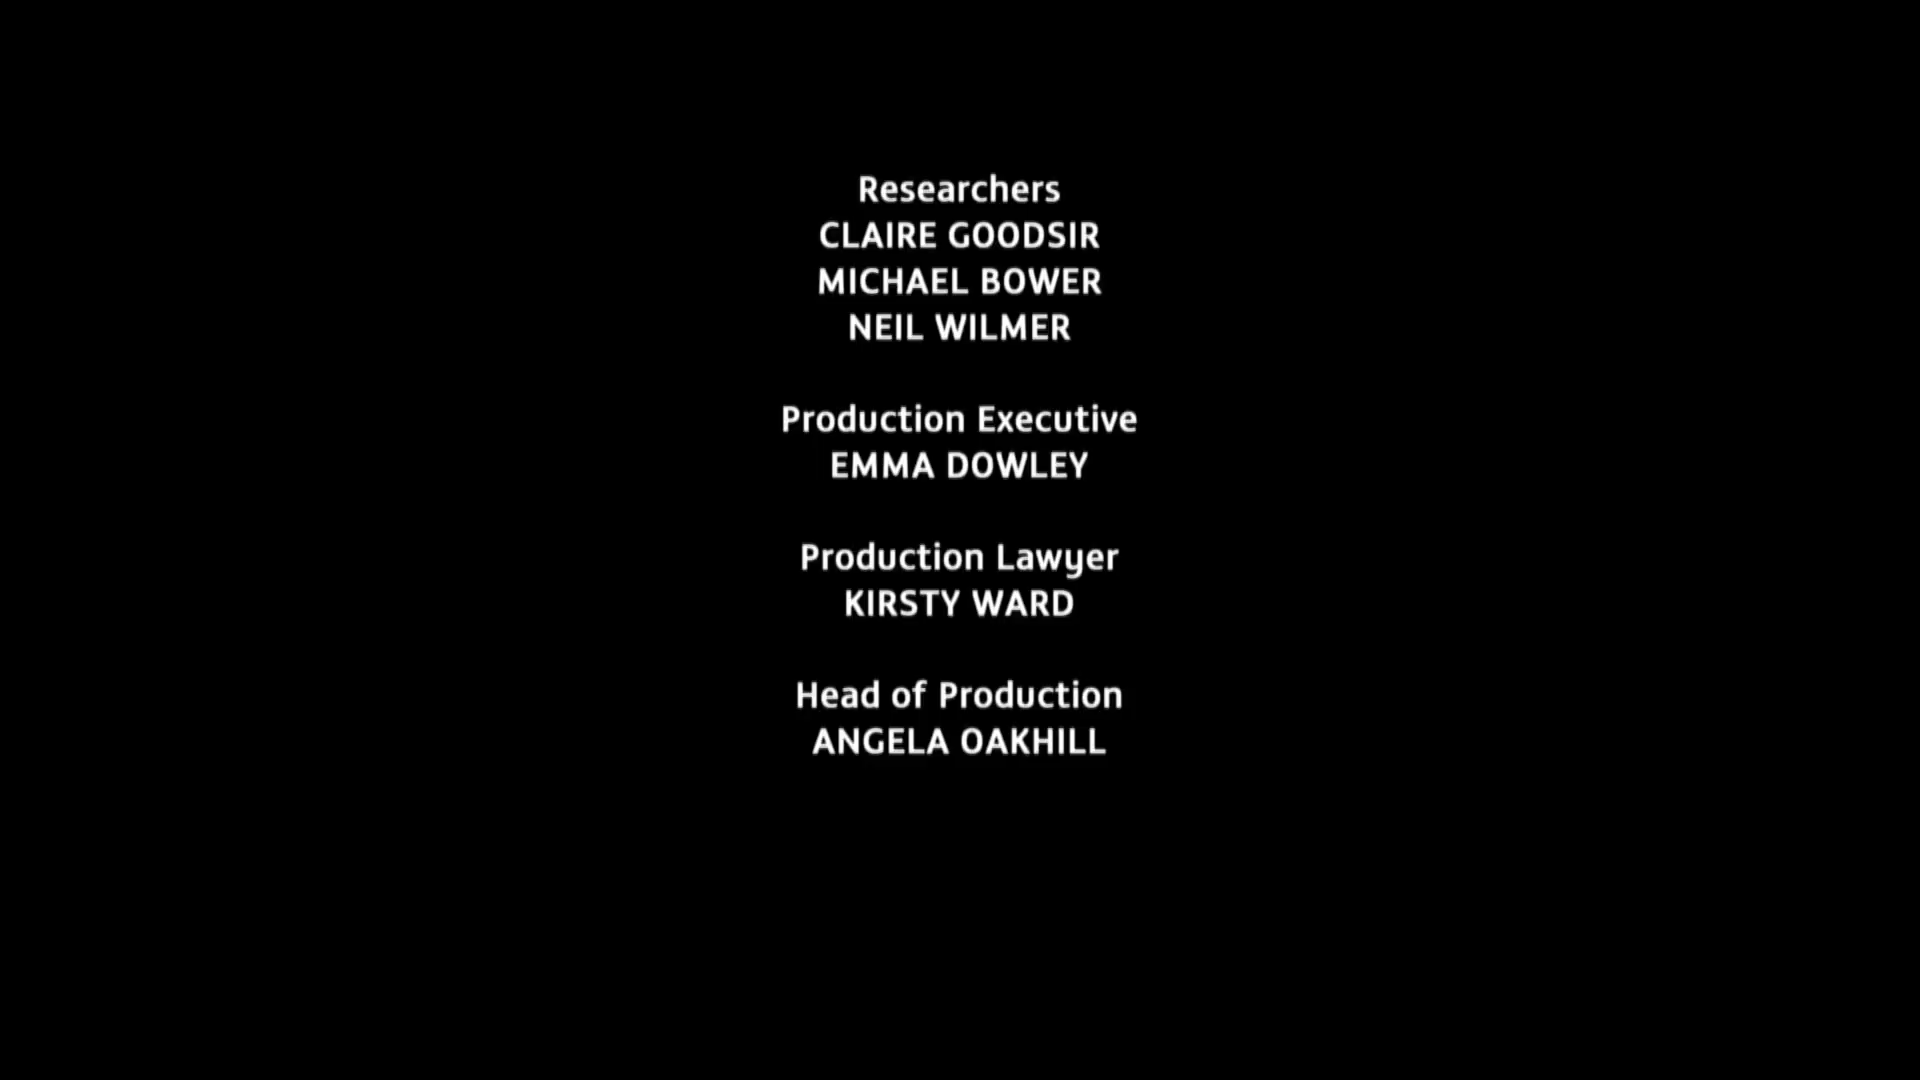 Researchers
CLAIRE GOODSIR
MICHAEL BOWER
NEIL WILMER
Production Executive
EMMA DOWLEY
Production Lawyer
KIRSTY WARD
Head of Production
ANGELA OAKHILL